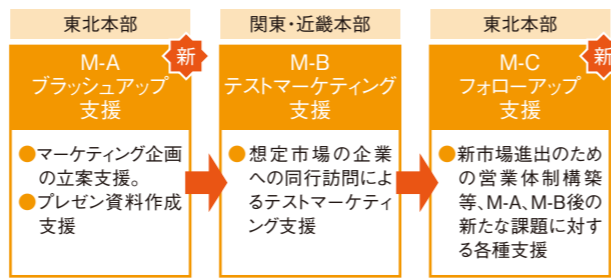 東北本部
M-A
ブラッシュアップ
支援
新
●マーケティング企画
の立案支援。
●プレゼン資料作成
支援
関東・近畿本部
M-B
テストマーケティング
支援
●想定市場の企業
への同行訪問によ
るテストマーケティ
ング支援
東北本部
M-C
フォローアップ
支援
新
●新市場進出のため
の営業体制構築
等、M-A、M-B後の
新たな課題に対す
る各種支援